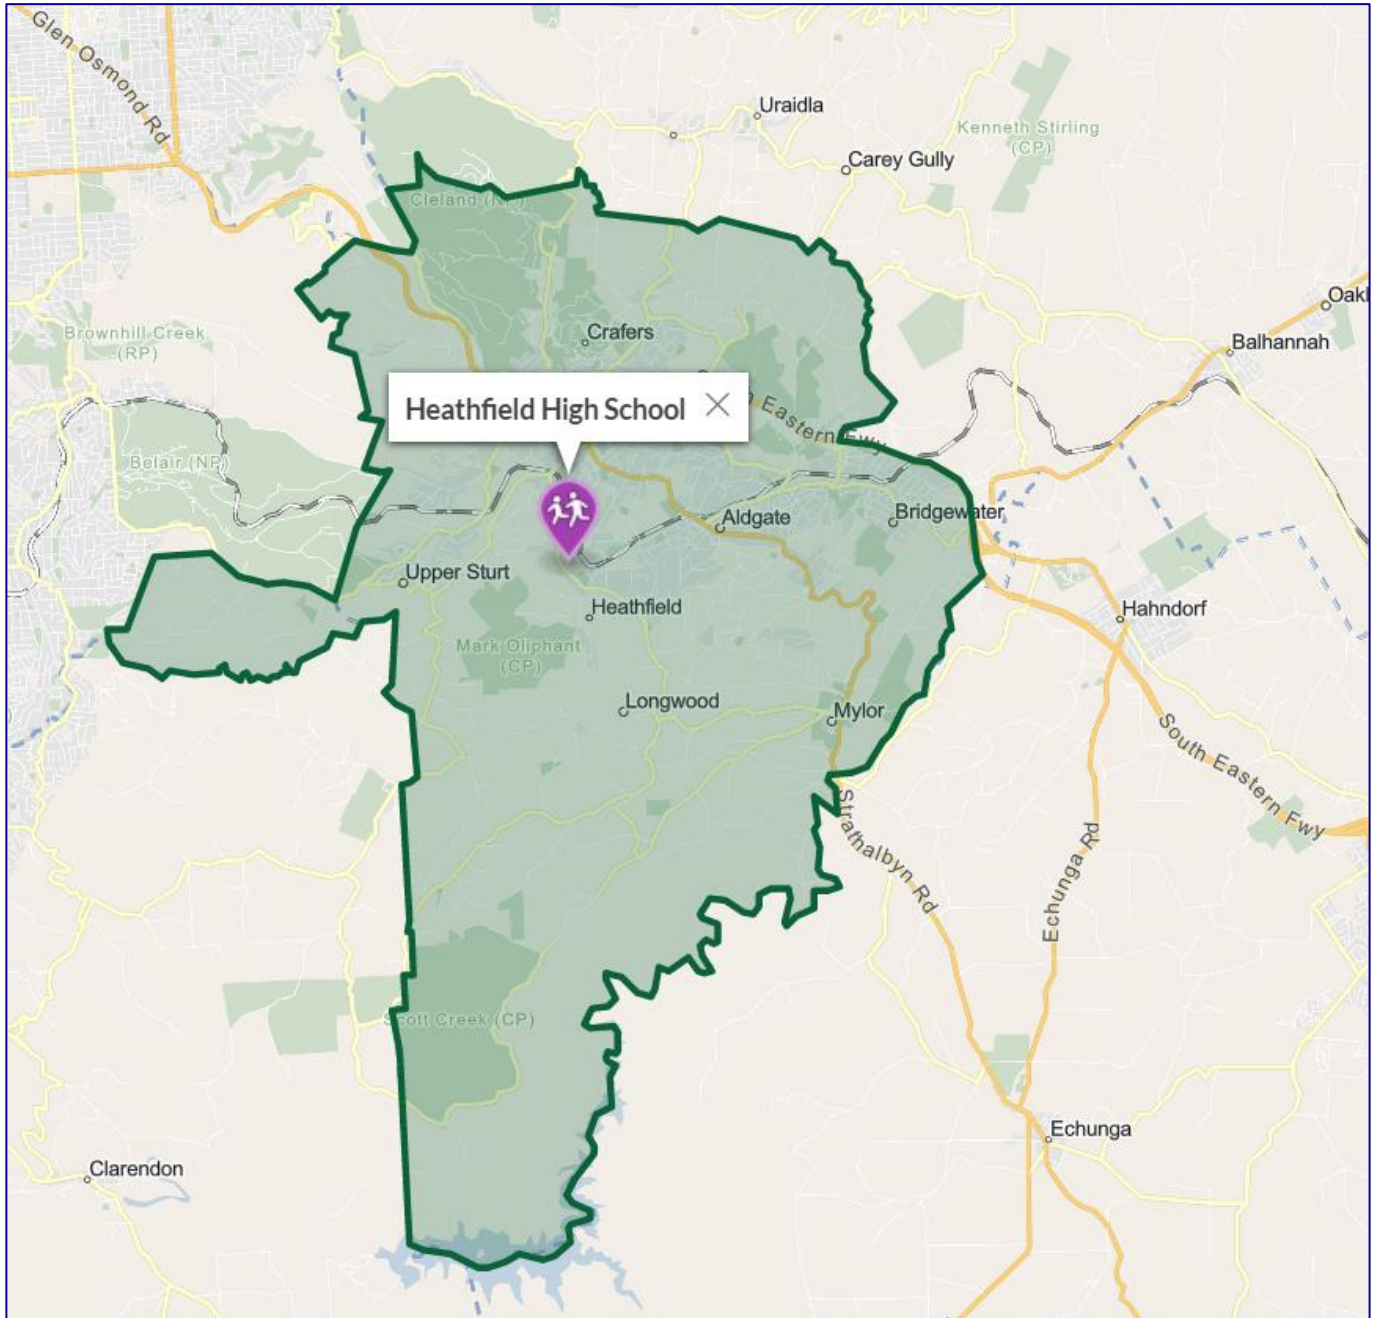 Glen Osmond Rd
Uraidla
Kenneth Stirling
(CP)
Carey Gully
Cleland (NP)
Oakl
Brownhill Creek
(RP)
Crafers
Balhannah
Heathfield High School
Eastern Fwy
Belair (NP)
Aldgate
Bridgewater
Upper Sturt
Heathfield
Hahndorf
Mark Oliphant
(CP)
Longwood
Mylor
South Eastern Fwy
Strathalbyn Rd
Echunga Rd
Scott Creek (CP)
Echunga
Clarendon